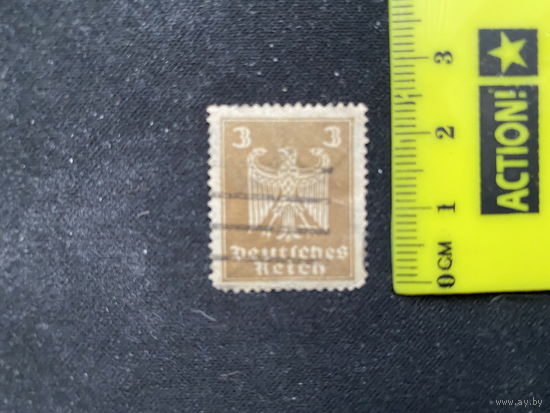 3 3
Deutsches
Reich
3
2
1
0 CM
ACTION!
www.ay.by